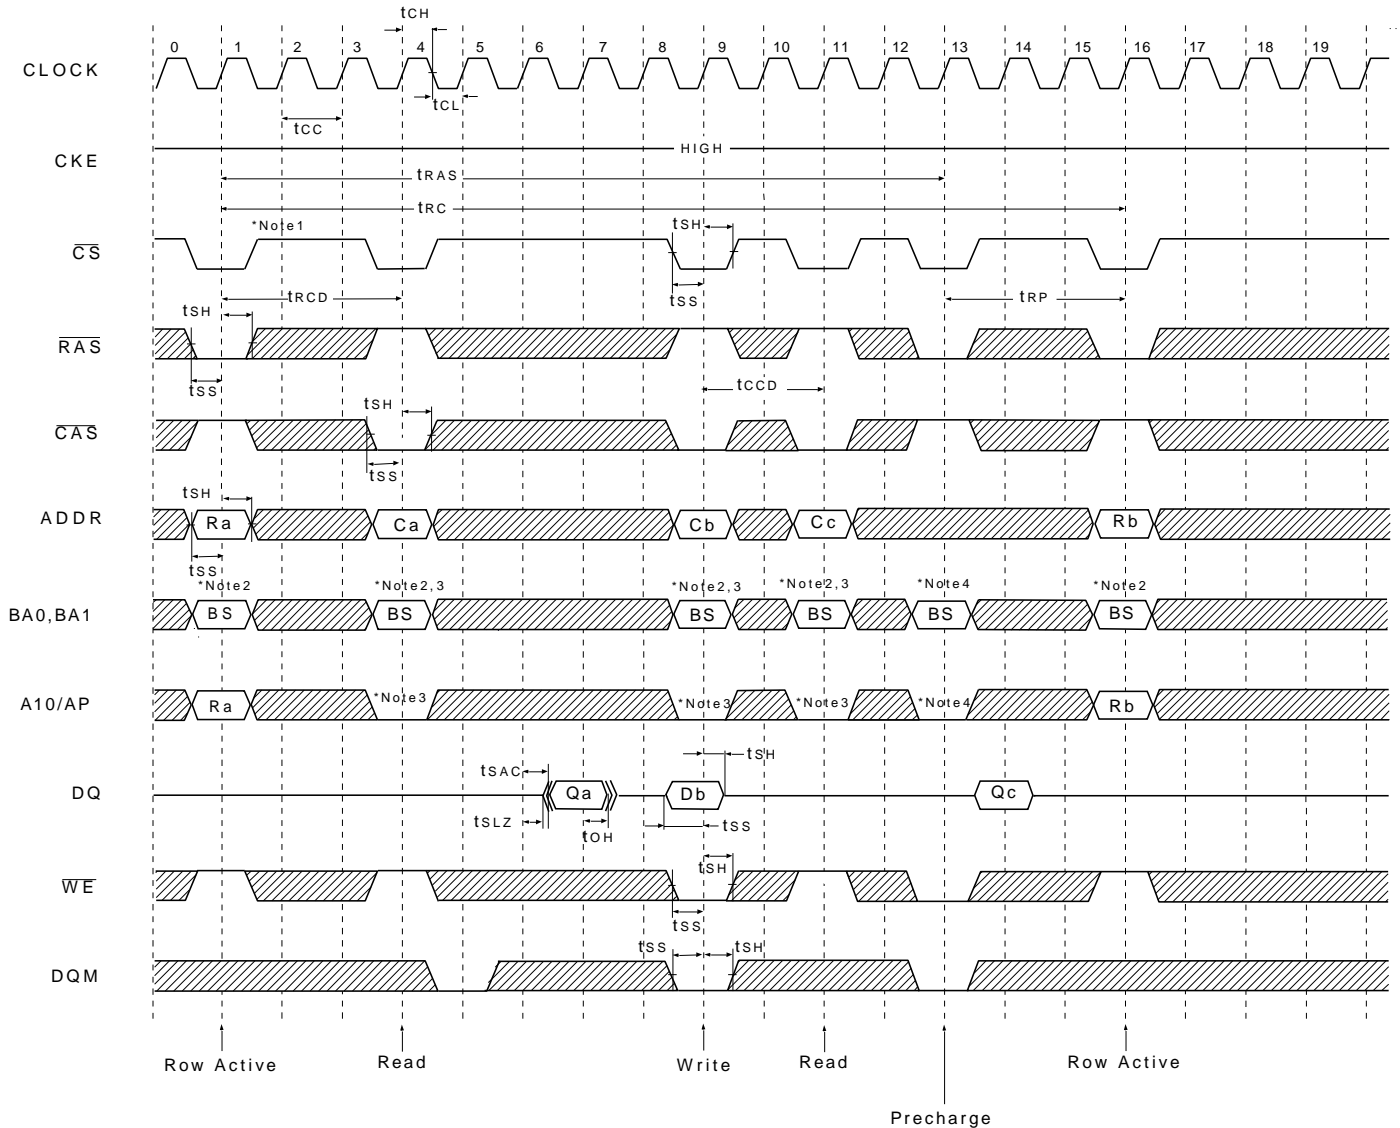 tCH
0 1 2 3 4 5 6 7 8 9 10 11 12 13 14 15 16 17 18 19
CLOCK
tCL
tCC
HIGH
CKE
tRAS
tRC
*Note1
tSH
CS
tSS
tRCD
tRP
tSH
RAS
tSS
tCCD
tSH
CAS
tSS
tSH
ADDR Ra Ca Cb Cc Rb
tSS
*Note2 *Note2,3 *Note2,3 *Note2,3 *Note4 *Note2
BA0,BA1 BS BS BS BS BS BS
A10/AP Ra *Note3 *Note3 *Note3 *Note4 Rb
tSH
tSAC
DQ Qa Db Qc
tSLZ tOH tSS
tSH
WE
tSS
tSS tSH
DQM
Row Active Read Write Read Row Active
Precharge